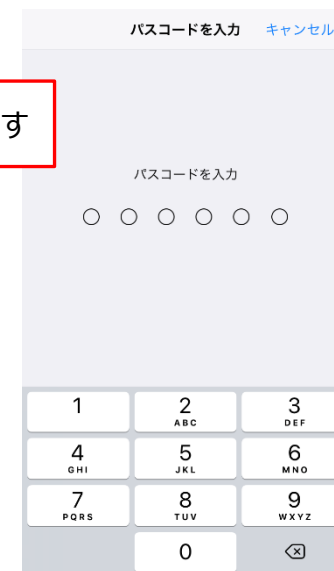 パスコードを入力 キャンセル
す
パスコードを入力
1 2 3
ABC DEF
4 5 6
GHI JKL MNO
7 8 9
PQRS TUV WXYZ
0